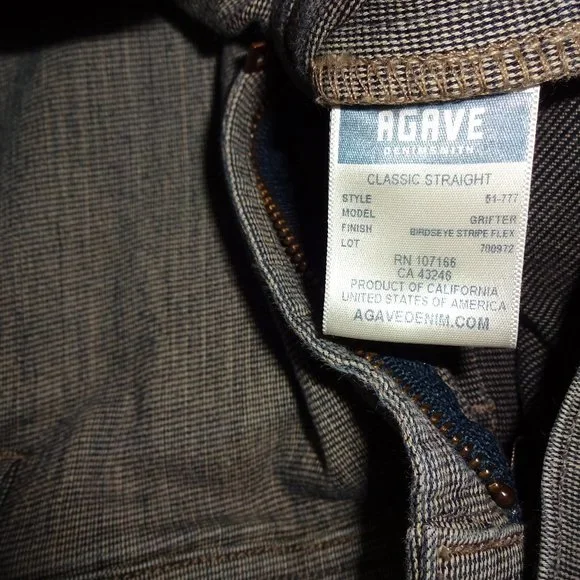 AGAVE
DENIMSMITH
CLASSIC STRAIGHT
STYLE 51-777
MODEL GRIFTER
FINISH BIRDSEYE STRIPE FLEX
LOT 700972
RN 107166
CA 43246
PRODUCT OF CALIFORNIA
UNITED STATES OF AMERICA
AGAVEDENIM.COM